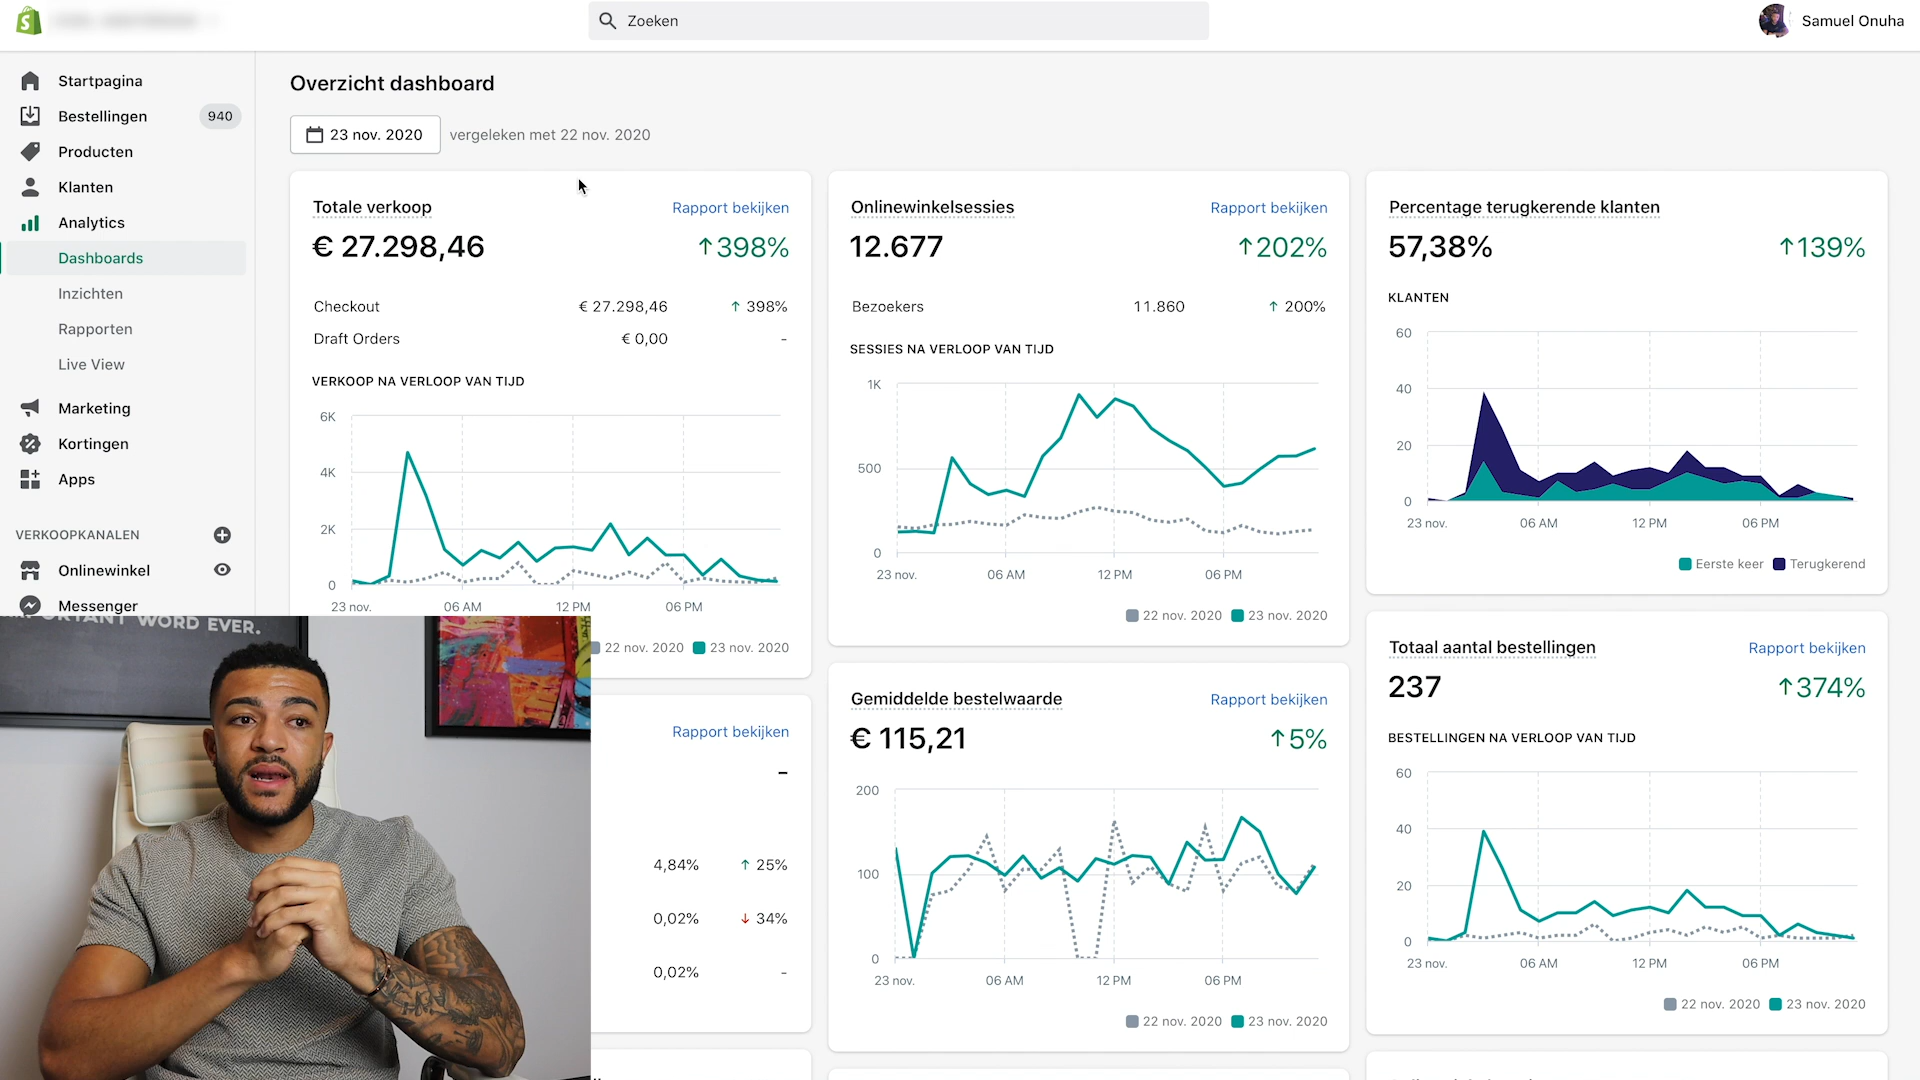 Zoeken
Samuel Onuha
Startpagina
Bestellingen 940
Producten
Klanten
Analytics
Dashboards
Inzichten
Rapporten
Live View
Marketing
Kortingen
Apps
VERKOOPKANALEN
Onlinewinkel
Messenger
Overzicht dashboard
23 nov. 2020 vergeleken met 22 nov. 2020
Totale verkoop Rapport bekijken
€ 27.298,46 ↑398%
Checkout € 27.298,46 ↑ 398%
Draft Orders € 0,00 -
VERKOOP NA VERLOOP VAN TIJD
6K
4K
2K
0
23 nov. 06 AM 12 PM 06 PM
22 nov. 2020 23 nov. 2020
Rapport bekijken
–
4,84% ↑ 25%
0,02% ↓ 34%
0,02% -
Onlinewinkelsessies Rapport bekijken
12.677 ↑202%
Bezoekers 11.860 ↑ 200%
SESSIES NA VERLOOP VAN TIJD
1K
500
0
23 nov. 06 AM 12 PM 06 PM
22 nov. 2020 23 nov. 2020
Gemiddelde bestelwaarde Rapport bekijken
€ 115,21 ↑5%
200
100
0
23 nov. 06 AM 12 PM 06 PM
22 nov. 2020 23 nov. 2020
Percentage terugkerende klanten
57,38% ↑139%
KLANTEN
60
40
20
0
23 nov. 06 AM 12 PM 06 PM
Eerste keer Terugkerend
Totaal aantal bestellingen Rapport bekijken
237 ↑374%
BESTELLINGEN NA VERLOOP VAN TIJD
60
40
20
0
23 nov. 06 AM 12 PM 06 PM
22 nov. 2020 23 nov. 2020
WORD EVER.